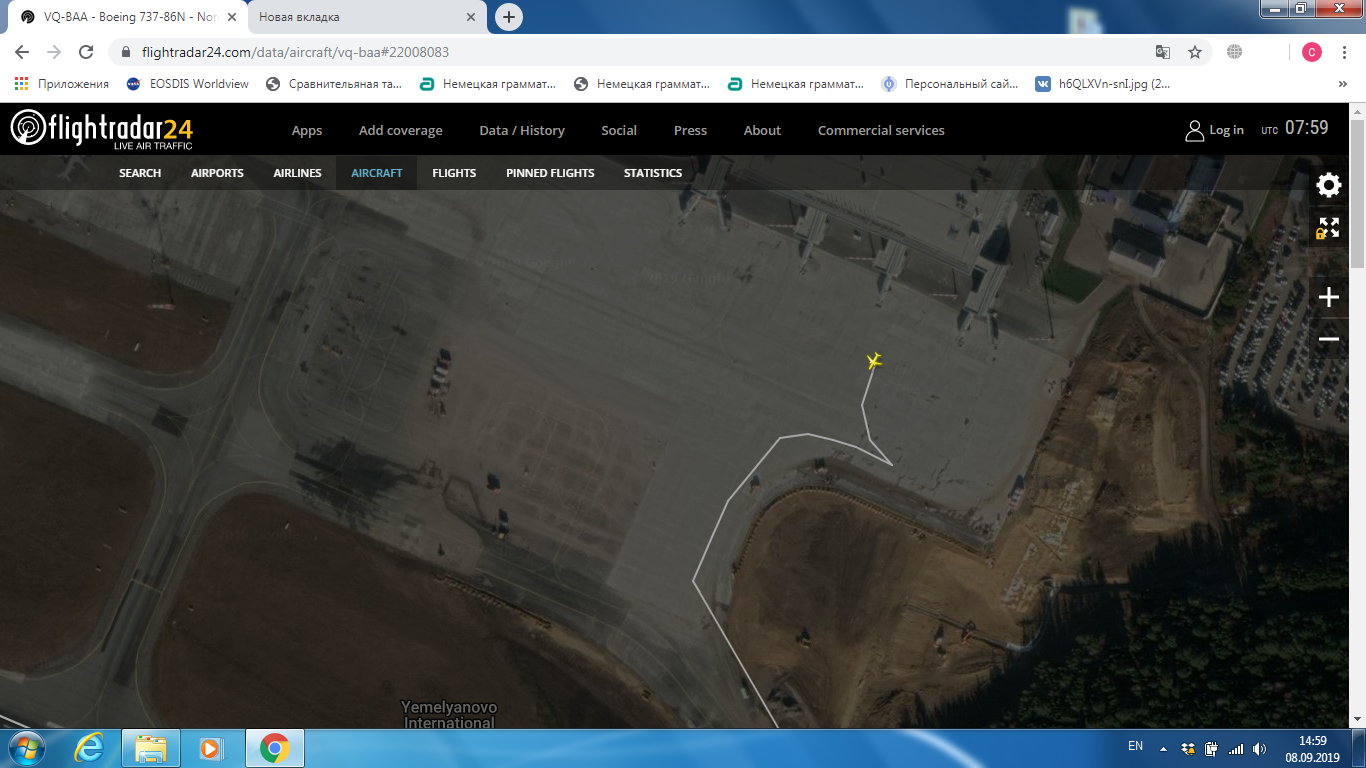 VQ-BAA - Boeing 737-86N - Nor
Новая вкладка
flightradar24.com/data/aircraft/vq-baa#22008083
C
Приложения
EOSDIS Worldview
Сравнительная та...
Немецкая граммат...
Немецкая граммат...
Немецкая граммат...
Персональный сай...
h6QLXVn-snI.jpg (2...
»
flightradar24
LIVE AIR TRAFFIC
Apps
Add coverage
Data / History
Social
Press
About
Commercial services
Log in
UTC 07:59
SEARCH
AIRPORTS
AIRLINES
AIRCRAFT
FLIGHTS
PINNED FLIGHTS
STATISTICS
Yemelyanovo
International
EN
14:59
08.09.2019